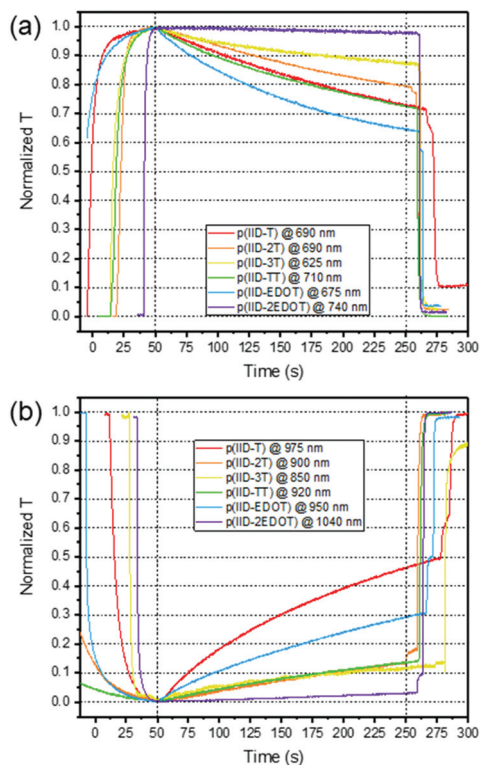 (a)
1.0
0.9
0.8
0.7
0.6
0.5
0.4
0.3
0.2
0.1
0.0
Normalized T
p(IID-T) @ 690 nm
p(IID-2T) @ 690 nm
p(IID-3T) @ 625 nm
p(IID-TT) @ 710 nm
p(IID-EDOT) @ 675 nm
p(IID-2EDOT) @ 740 nm
0 25 50 75 100 125 150 175 200 225 250 275 300
Time (s)
(b)
1.0
0.9
0.8
0.7
0.6
0.5
0.4
0.3
0.2
0.1
0.0
Normalized T
p(IID-T) @ 975 nm
p(IID-2T) @ 900 nm
p(IID-3T) @ 850 nm
p(IID-TT) @ 920 nm
p(IID-EDOT) @ 950 nm
p(IID-2EDOT) @ 1040 nm
0 25 50 75 100 125 150 175 200 225 250 275 300
Time (s)